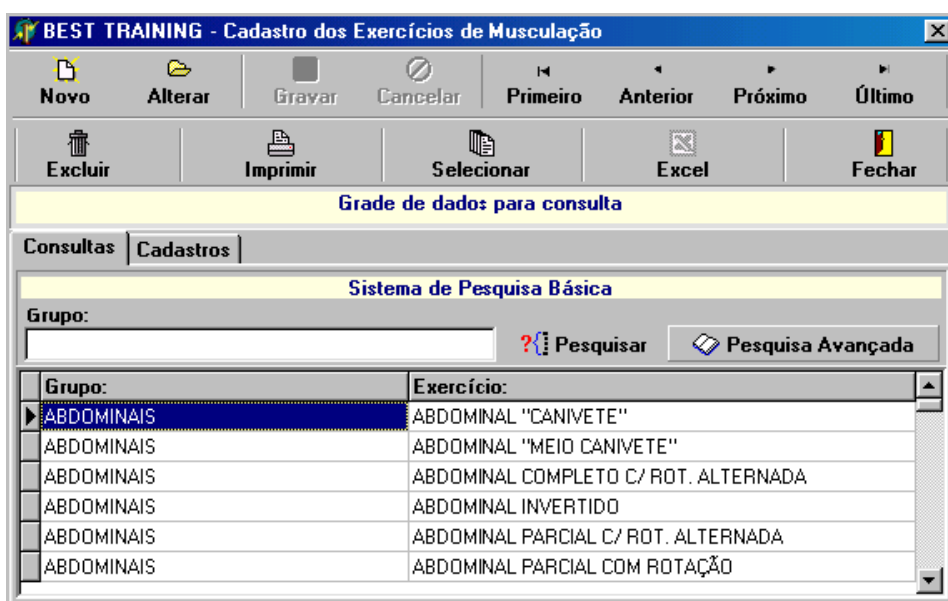 BEST TRAINING - Cadastro dos Exercícios de Musculação
Novo Alterar Gravar Cancelar Primeiro Anterior Próximo Último
Excluir Imprimir Selecionar Excel Fechar
Grade de dados para consulta
Consultas Cadastros
Sistema de Pesquisa Básica
Grupo:
?{ Pesquisar Pesquisa Avançada
Grupo: Exercício:
ABDOMINAIS ABDOMINAL "CANIVETE"
ABDOMINAIS ABDOMINAL "MEIO CANIVETE"
ABDOMINAIS ABDOMINAL COMPLETO C/ ROT. ALTERNADA
ABDOMINAIS ABDOMINAL INVERTIDO
ABDOMINAIS ABDOMINAL PARCIAL C/ ROT. ALTERNADA
ABDOMINAIS ABDOMINAL PARCIAL COM ROTAÇÃO